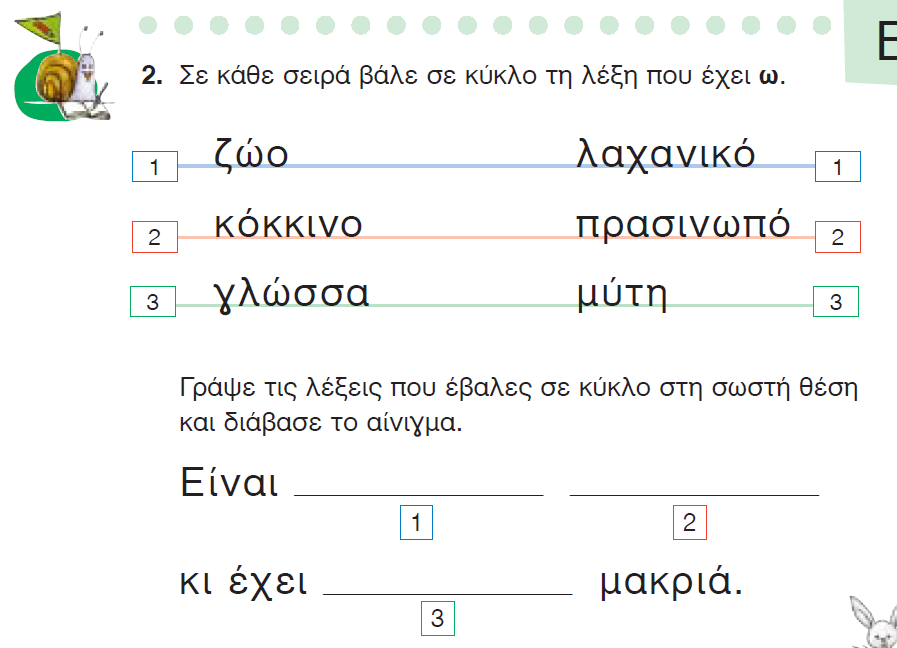 E
2. Σε κάθε σειρά βάλε σε κύκλο τη λέξη που έχει ω.
1 ζώο λαχανικό 1
2 κόκκινο πρασινωπό 2
3 γλώσσα μύτη 3
Γράψε τις λέξεις που έβαλες σε κύκλο στη σωστή θέση
και διάβασε το αίνιγμα.
Είναι
1 2
κι έχει μακριά.
3